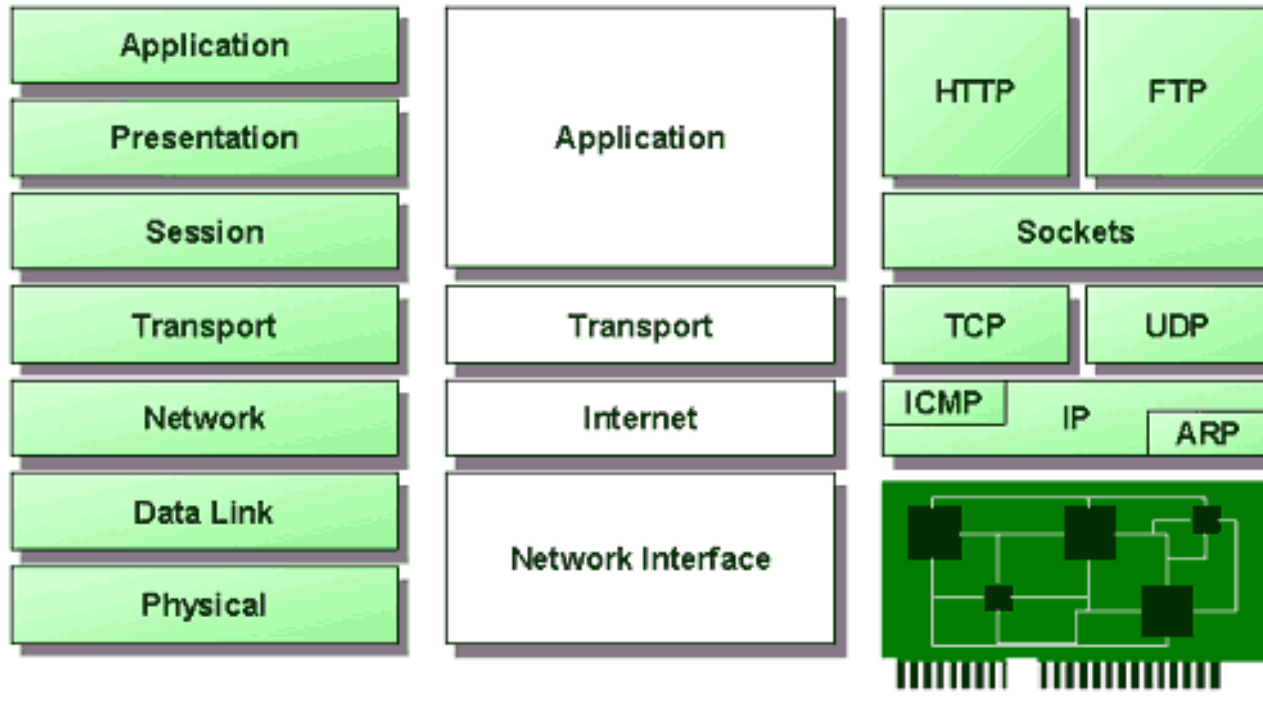 Application
Presentation
Session
Transport
Network
Data Link
Physical
Application
Transport
Internet
Network Interface
HTTP FTP
Sockets
TCP UDP
ICMP IP ARP